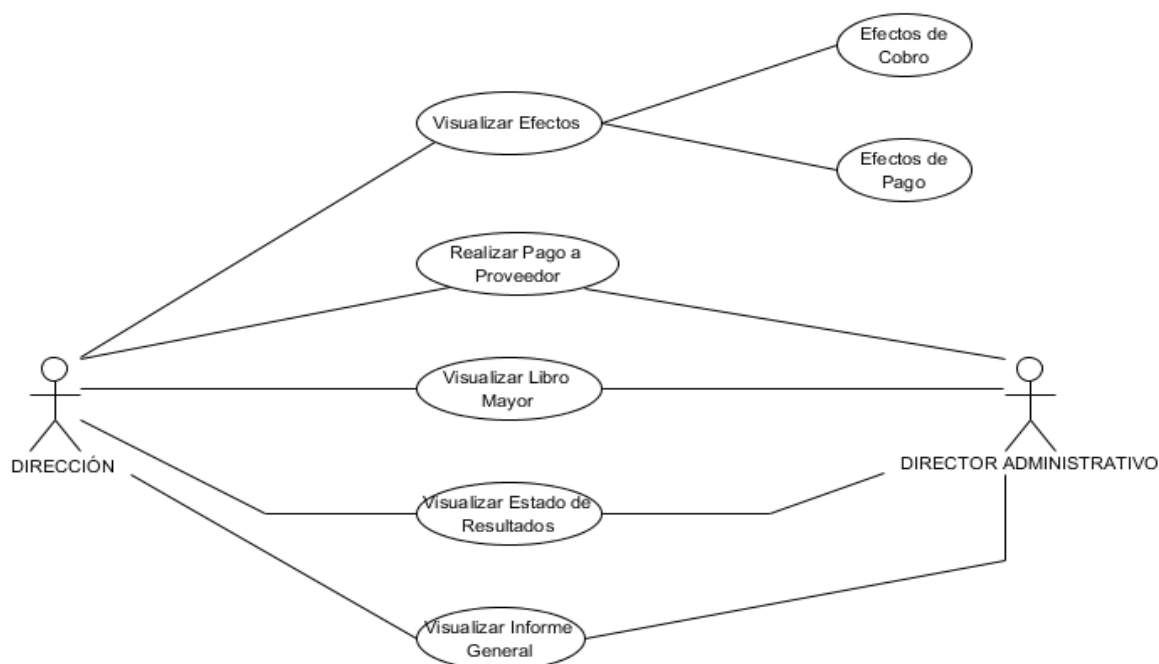 Efectos de
Cobro
Visualizar Efectos
Efectos de
Pago
Realizar Pago a
Proveedor
Visualizar Libro
Mayor
DIRECCIÓN
DIRECTOR ADMINISTRATIVO
Visualizar Estado de
Resultados
Visualizar Informe
General